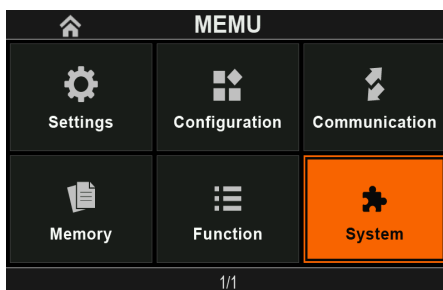 MEMU
Settings
Configuration
Communication
Memory
Function
System
1/1